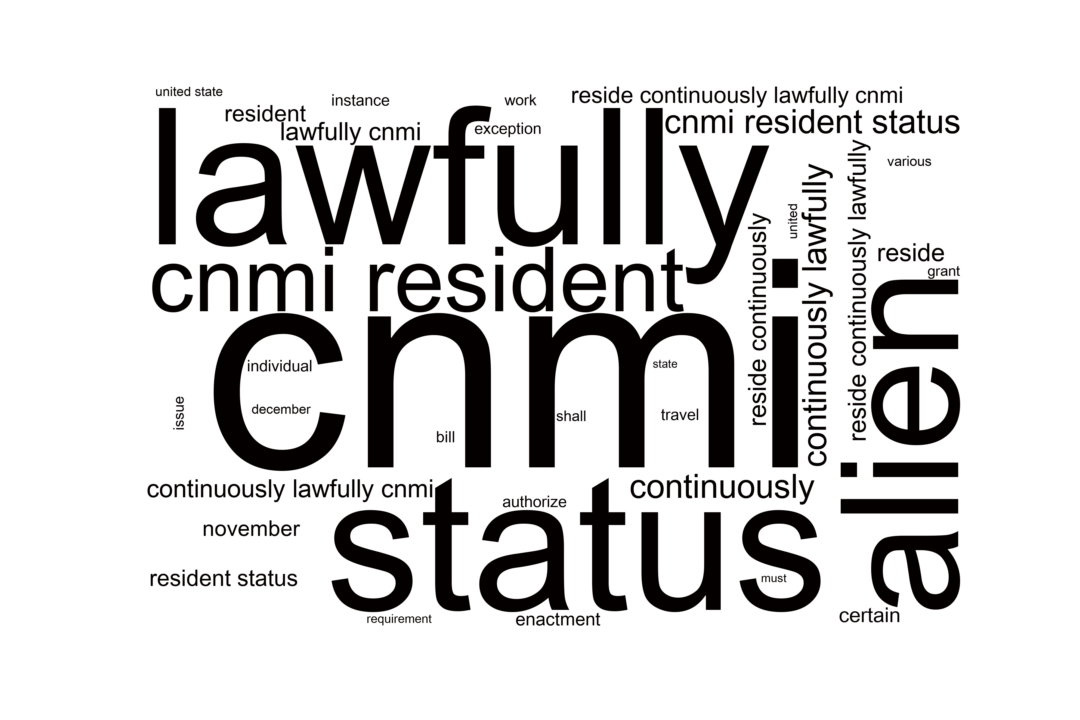 united state
instance
work
reside continuously lawfully cnmi
resident
lawfully cnmi
exception
cnmi resident status
lawfully
various
united
continuously lawfully
reside continuously lawfully
reside continuously
reside
grant
cnmi resident
cnmi
alien
individual
state
december
issue
shall
travel
bill
continuously lawfully cnmi
continuously
authorize
november
status
resident status
must
requirement
enactment
certain